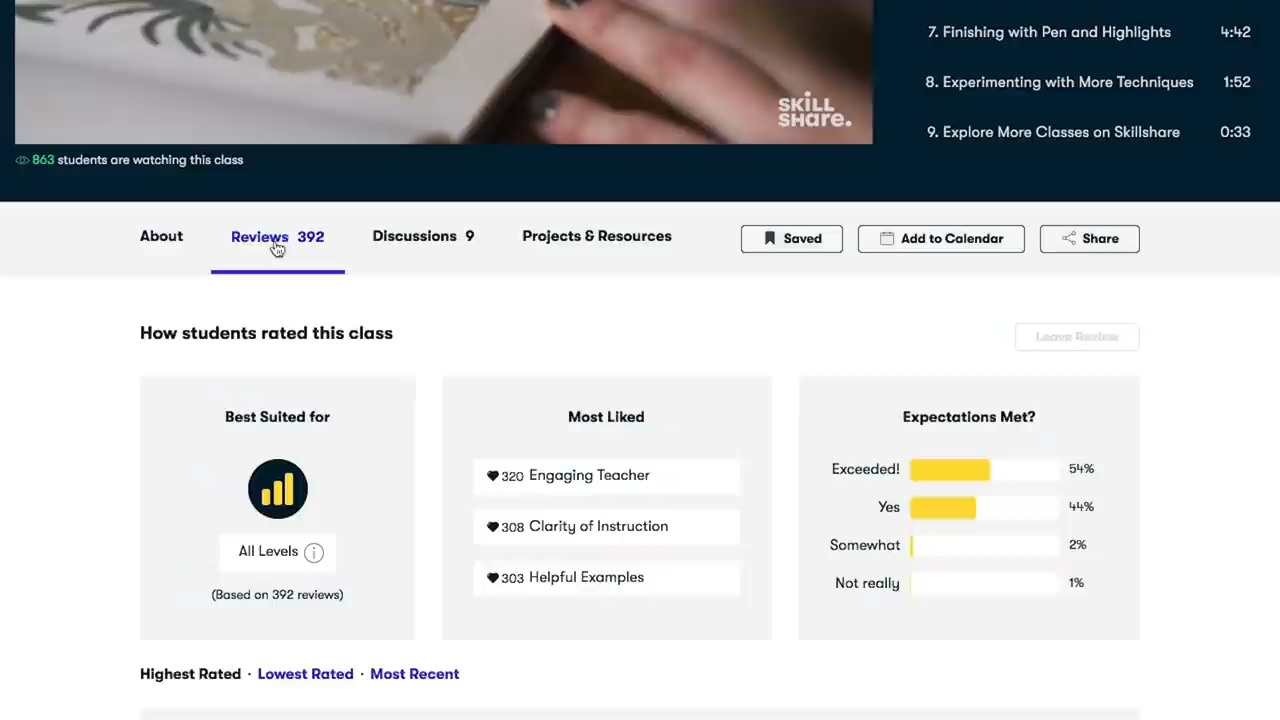 7. Finishing with Pen and Highlights 4:42
8. Experimenting with More Techniques 1:52
9. Explore More Classes on Skillshare 0:33
SKILL
SHARE.
863 students are watching this class
About Reviews 392 Discussions 9 Projects & Resources Saved Add to Calendar Share
How students rated this class
Leave Review
Best Suited for
All Levels
(Based on 392 reviews)
Most Liked
320 Engaging Teacher
308 Clarity of Instruction
303 Helpful Examples
Expectations Met?
Exceeded! 54%
Yes 44%
Somewhat 2%
Not really 1%
Highest Rated · Lowest Rated · Most Recent